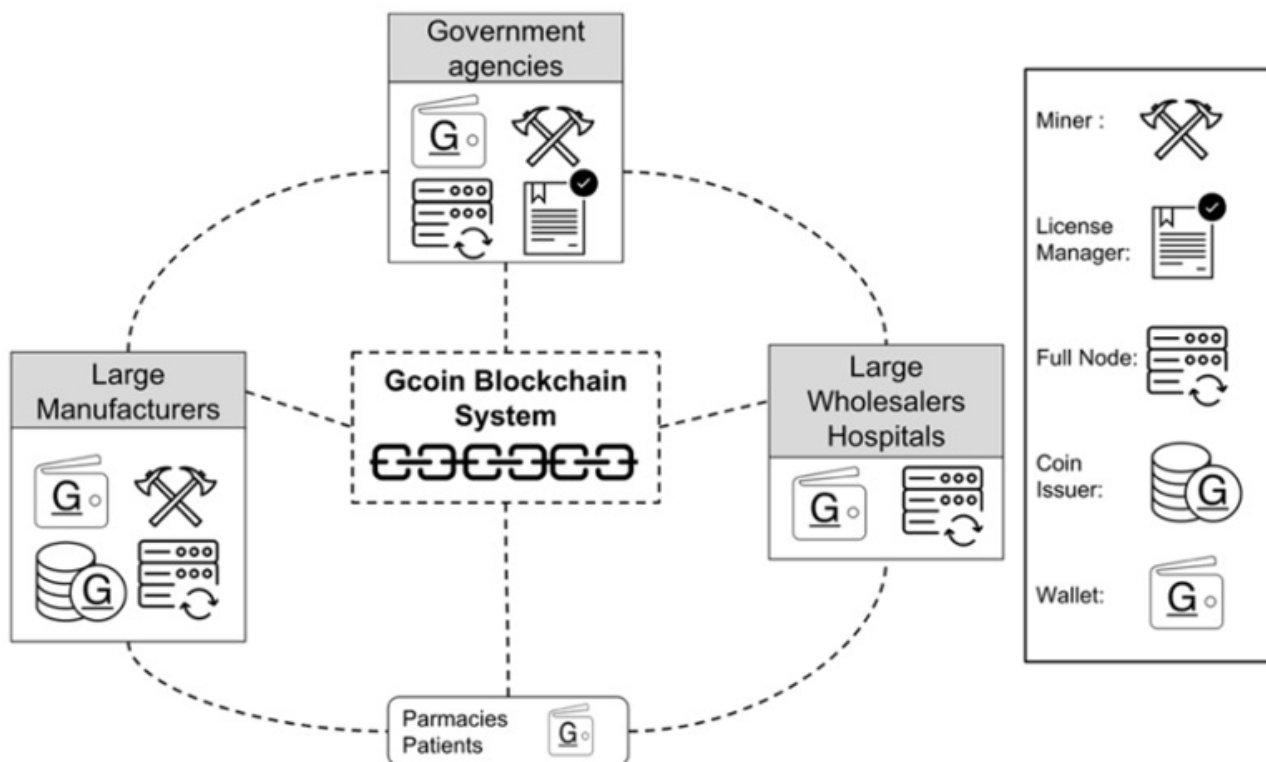 Government
agencies
G
Large
Manufacturers
G
G
Gcoin Blockchain
System
Large
Wholesalers
Hospitals
G
Parmacies
Patients
G
Miner :
License
Manager:
Full Node:
Coin
Issuer:
G
Wallet:
G